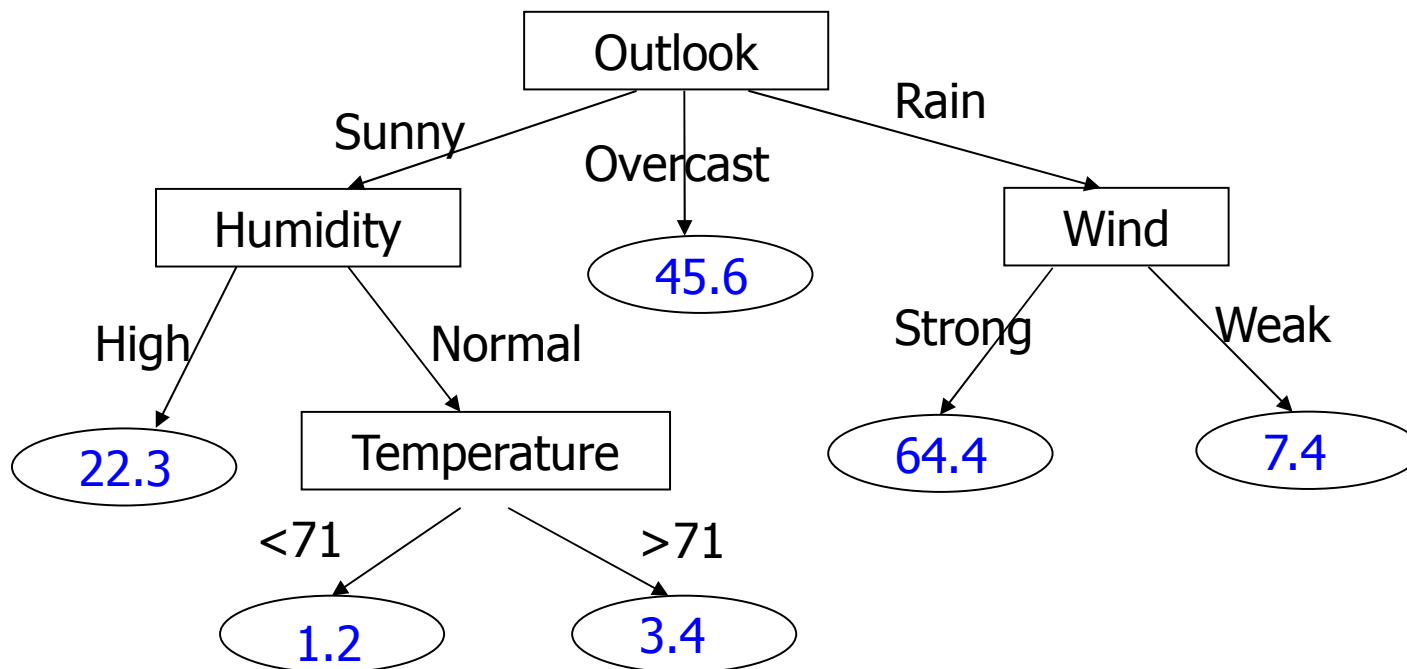 Outlook
Rain
Sunny
Overcast
Humidity
Wind
45.6
High
Normal
Strong
Weak
22.3
Temperature
64.4
7.4
<71
>71
1.2
3.4